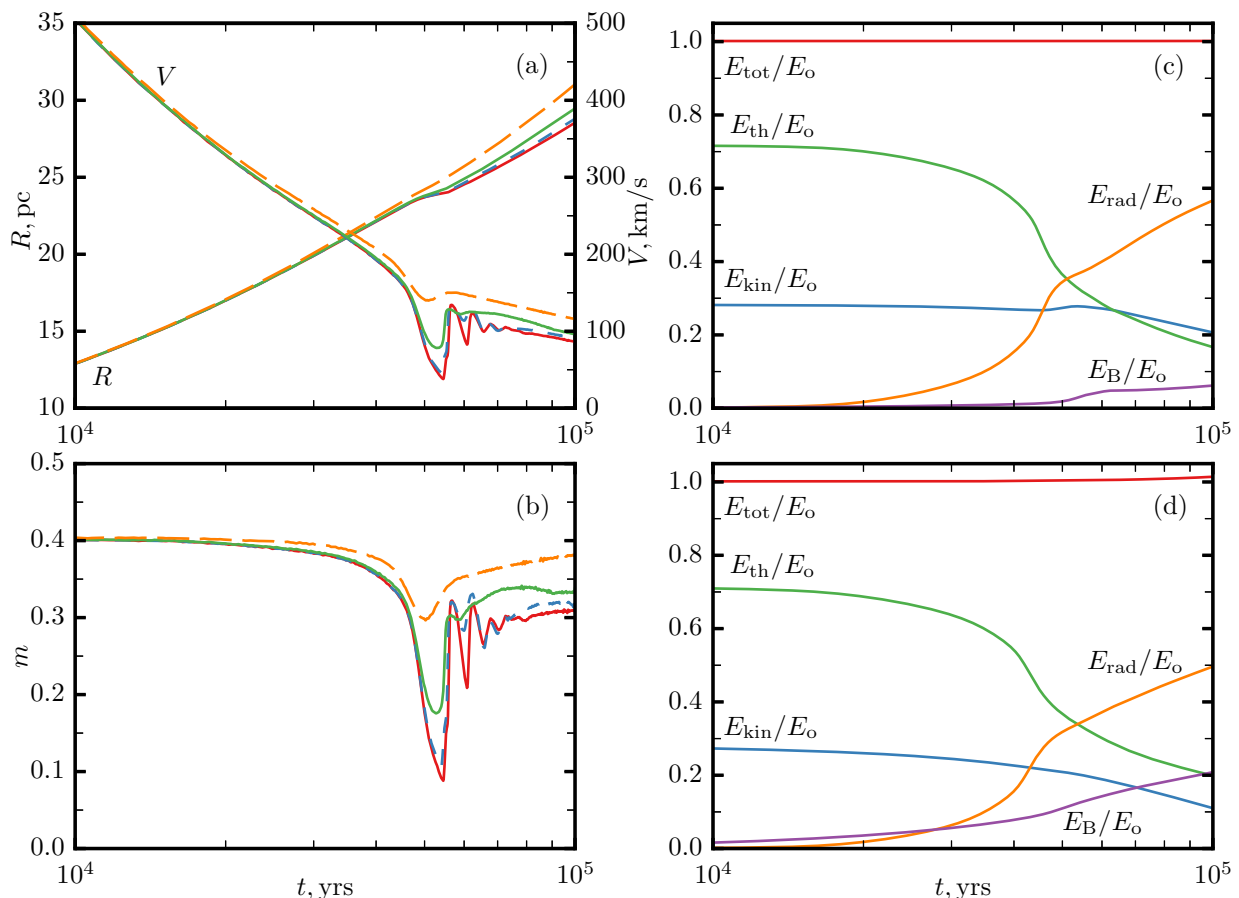 35
30
25
20
15
10
R, pc
500
400
300
200
100
0
V, km/s
(a)
V
R
10^4
10^5
1.0
0.8
0.6
0.4
0.2
0.0
(c)
E_tot/E_o
E_th/E_o
E_rad/E_o
E_kin/E_o
E_B/E_o
10^4
10^5
0.5
0.4
0.3
0.2
0.1
0.0
m
(b)
10^4
10^5
t, yrs
1.0
0.8
0.6
0.4
0.2
0.0
(d)
E_tot/E_o
E_th/E_o
E_rad/E_o
E_kin/E_o
E_B/E_o
10^4
10^5
t, yrs